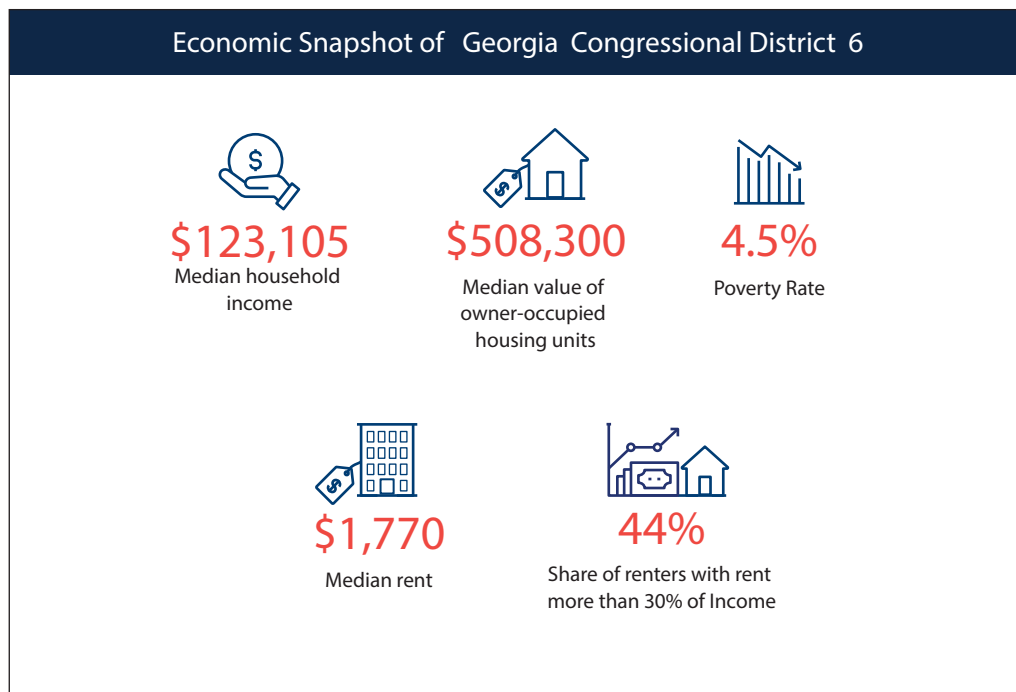 Economic Snapshot of Georgia Congressional District 6
$
$
$123,105
Median household
income
$508,300
Median value of
owner-occupied
housing units
4.5%
Poverty Rate
$
$1,770
Median rent
44%
Share of renters with rent
more than 30% of Income